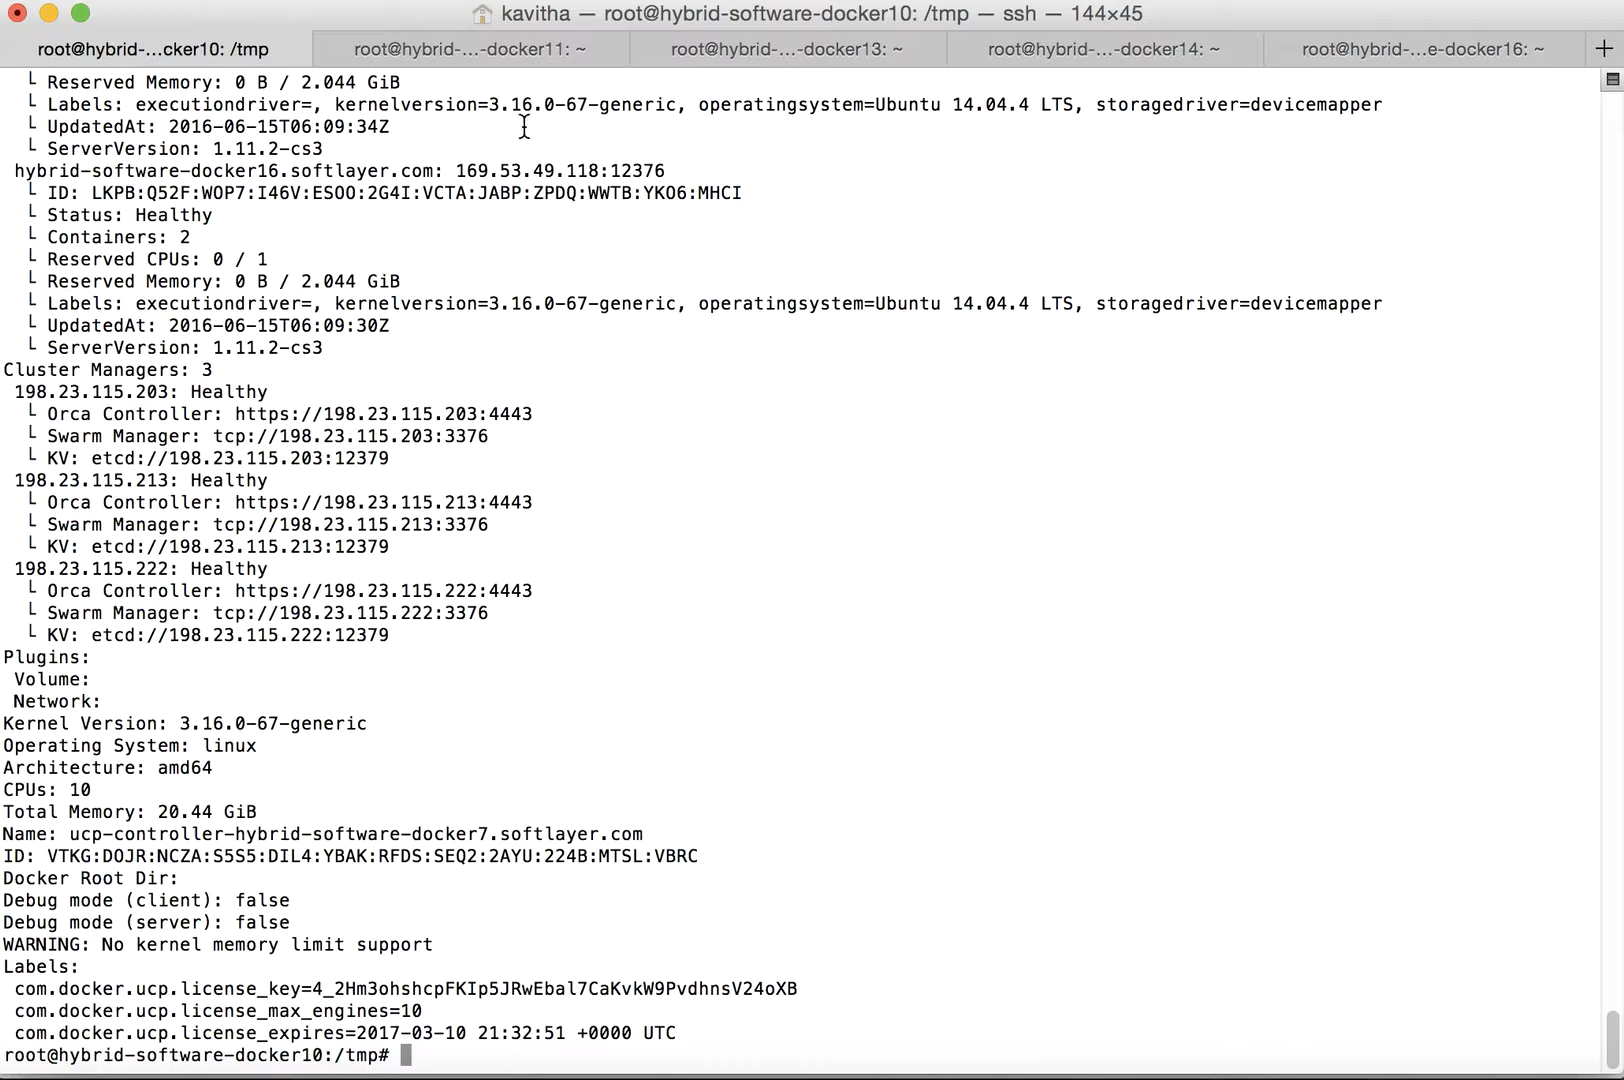 kavitha — root@hybrid-software-docker10: /tmp — ssh — 144×45
root@hybrid-...cker10: /tmp root@hybrid-...-docker11: ~ root@hybrid-...-docker13: ~ root@hybrid-...-docker14: ~ root@hybrid-...e-docker16: ~ +
└ Reserved Memory: 0 B / 2.044 GiB
└ Labels: executiondriver=, kernelversion=3.16.0-67-generic, operatingsystem=Ubuntu 14.04.4 LTS, storagedriver=devicemapper
└ UpdatedAt: 2016-06-15T06:09:34Z
└ ServerVersion: 1.11.2-cs3
hybrid-software-docker16.softlayer.com: 169.53.49.118:12376
└ ID: LKPB:Q52F:WOP7:I46V:ESOO:2G4I:VCTA:JABP:ZPDQ:WWTB:YKO6:MHCI
└ Status: Healthy
└ Containers: 2
└ Reserved CPUs: 0 / 1
└ Reserved Memory: 0 B / 2.044 GiB
└ Labels: executiondriver=, kernelversion=3.16.0-67-generic, operatingsystem=Ubuntu 14.04.4 LTS, storagedriver=devicemapper
└ UpdatedAt: 2016-06-15T06:09:30Z
└ ServerVersion: 1.11.2-cs3
Cluster Managers: 3
198.23.115.203: Healthy
└ Orca Controller: https://198.23.115.203:4443
└ Swarm Manager: tcp://198.23.115.203:3376
└ KV: etcd://198.23.115.203:12379
198.23.115.213: Healthy
└ Orca Controller: https://198.23.115.213:4443
└ Swarm Manager: tcp://198.23.115.213:3376
└ KV: etcd://198.23.115.213:12379
198.23.115.222: Healthy
└ Orca Controller: https://198.23.115.222:4443
└ Swarm Manager: tcp://198.23.115.222:3376
└ KV: etcd://198.23.115.222:12379
Plugins:
Volume:
Network:
Kernel Version: 3.16.0-67-generic
Operating System: linux
Architecture: amd64
CPUs: 10
Total Memory: 20.44 GiB
Name: ucp-controller-hybrid-software-docker7.softlayer.com
ID: VTKG:DOJR:NCZA:S5S5:DIL4:YBAK:RFDS:SEQ2:2AYU:224B:MTSL:VBRC
Docker Root Dir:
Debug mode (client): false
Debug mode (server): false
WARNING: No kernel memory limit support
Labels:
com.docker.ucp.license_key=4_2Hm3ohshcpFKIp5JRwEbal7CaKvkW9PvdhnsV24oXB
com.docker.ucp.license_max_engines=10
com.docker.ucp.license_expires=2017-03-10 21:32:51 +0000 UTC
root@hybrid-software-docker10:/tmp#